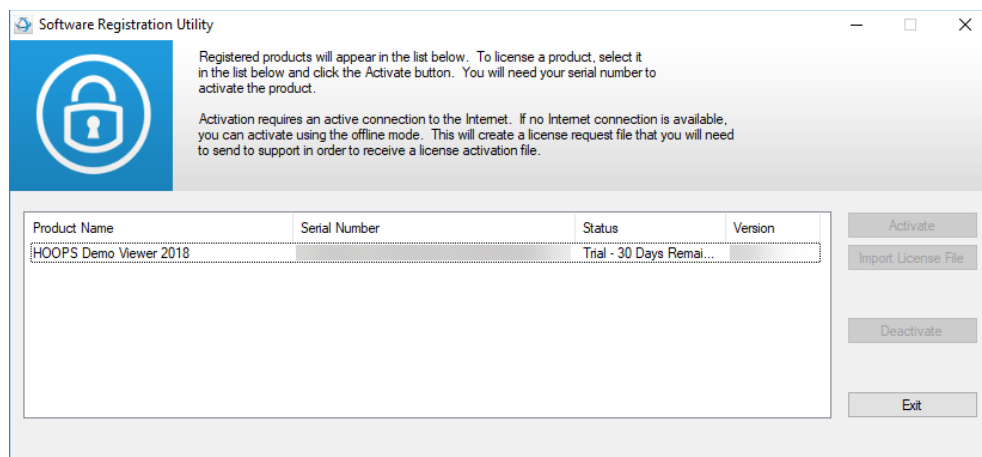 Software Registration Utility
Registered products will appear in the list below. To license a product, select it
in the list below and click the Activate button. You will need your serial number to
activate the product.
Activation requires an active connection to the Internet. If no Internet connection is available,
you can activate using the offline mode. This will create a license request file that you will need
to send to support in order to receive a license activation file.
Product Name Serial Number Status Version
HOOPS Demo Viewer 2018 Trial - 30 Days Remai...
Activate
Import License File
Deactivate
Exit